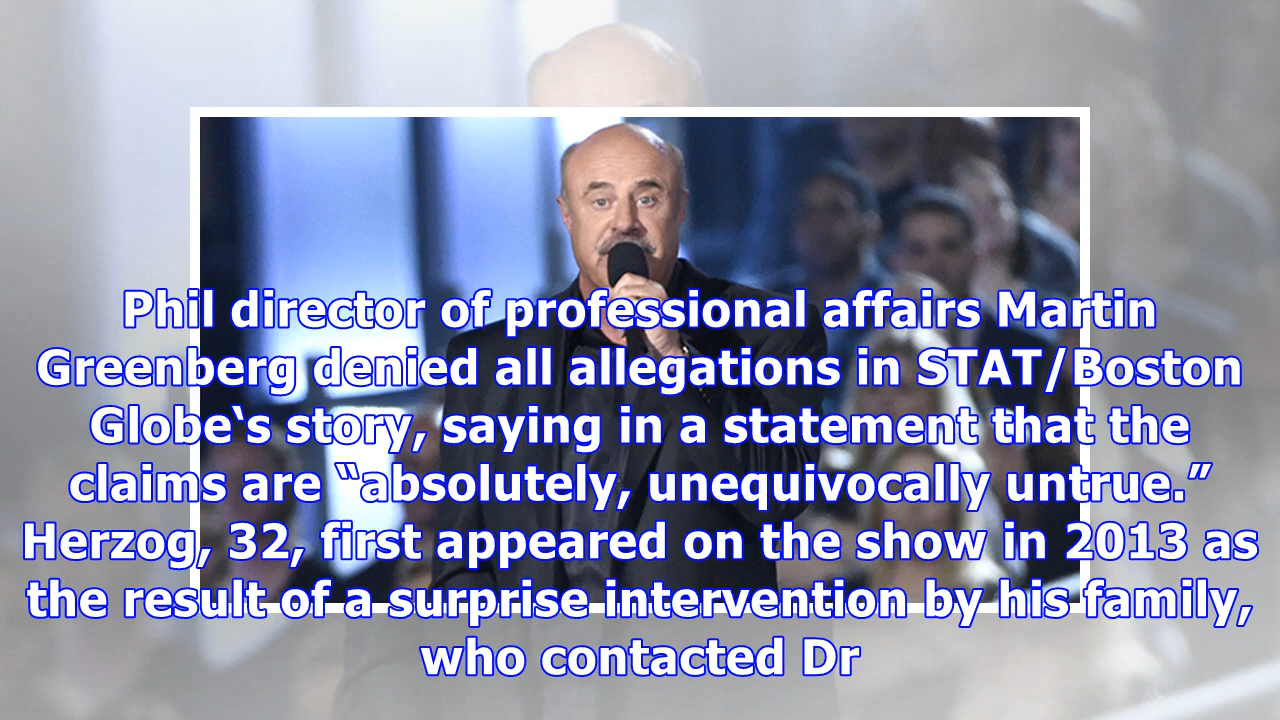 Phil director of professional affairs Martin
Greenberg denied all allegations in STAT/Boston
Globe‘s story, saying in a statement that the
claims are “absolutely, unequivocally untrue.”
Herzog, 32, first appeared on the show in 2013 as
the result of a surprise intervention by his family,
who contacted Dr